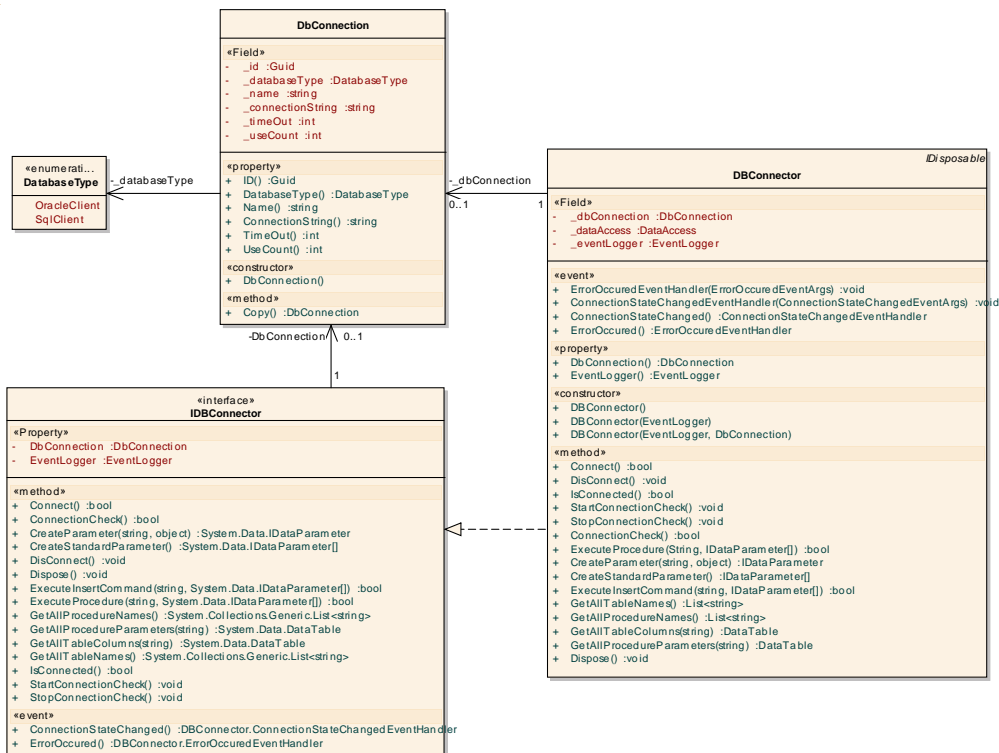 DbConnection
«Field»
- _id :Guid
- _databaseType :DatabaseType
- _name :string
- _connectionString :string
- _timeOut :int
- _useCount :int
«property»
+ ID() :Guid
+ DatabaseType() :DatabaseType
+ Name() :string
+ ConnectionString() :string
+ TimeOut() :int
+ UseCount() :int
«constructor»
+ DbConnection()
«method»
+ Copy() :DbConnection
«enumerati...
DatabaseType
OracleClient
SqlClient
-_databaseType
-_dbConnection
0..1
1
IDisposable
DBConnector
«Field»
- _dbConnection :DbConnection
- _dataAccess :DataAccess
- _eventLogger :EventLogger
«event»
+ ErrorOccuredEventHandler(ErrorOccuredEventArgs) :void
+ ConnectionStateChangedEventHandler(ConnectionStateChangedEventArgs) :void
+ ConnectionStateChanged() :ConnectionStateChangedEventHandler
+ ErrorOccured() :ErrorOccuredEventHandler
«property»
+ DbConnection() :DbConnection
+ EventLogger() :EventLogger
«constructor»
+ DBConnector()
+ DBConnector(EventLogger)
+ DBConnector(EventLogger, DbConnection)
«method»
+ Connect() :bool
+ DisConnect() :void
+ IsConnected() :bool
+ StartConnectionCheck() :void
+ StopConnectionCheck() :void
+ ConnectionCheck() :bool
+ ExecuteProcedure(String, IDataParameter[]) :bool
+ CreateParameter(string, object) :IDataParameter
+ CreateStandardParameter() :IDataParameter[]
+ ExecuteInsertCommand(string, IDataParameter[]) :bool
+ GetAllTableNames() :List<string>
+ GetAllProcedureNames() :List<string>
+ GetAllTableColumns(string) :DataTable
+ GetAllProcedureParameters(string) :DataTable
+ Dispose() :void
-DbConnection
0..1
1
«interface»
IDBConnector
«Property»
- DbConnection :DbConnection
- EventLogger :EventLogger
«method»
+ Connect() :bool
+ ConnectionCheck() :bool
+ CreateParameter(string, object) :System.Data.IDataParameter
+ CreateStandardParameter() :System.Data.IDataParameter[]
+ DisConnect() :void
+ Dispose() :void
+ ExecuteInsertCommand(string, System.Data.IDataParameter[]) :bool
+ ExecuteProcedure(string, System.Data.IDataParameter[]) :bool
+ GetAllProcedureNames() :System.Collections.Generic.List<string>
+ GetAllProcedureParameters(string) :System.Data.DataTable
+ GetAllTableColumns(string) :System.Data.DataTable
+ GetAllTableNames() :System.Collections.Generic.List<string>
+ IsConnected() :bool
+ StartConnectionCheck() :void
+ StopConnectionCheck() :void
«event»
+ ConnectionStateChanged() :DBConnector.ConnectionStateChangedEventHandler
+ ErrorOccured() :DBConnector.ErrorOccuredEventHandler